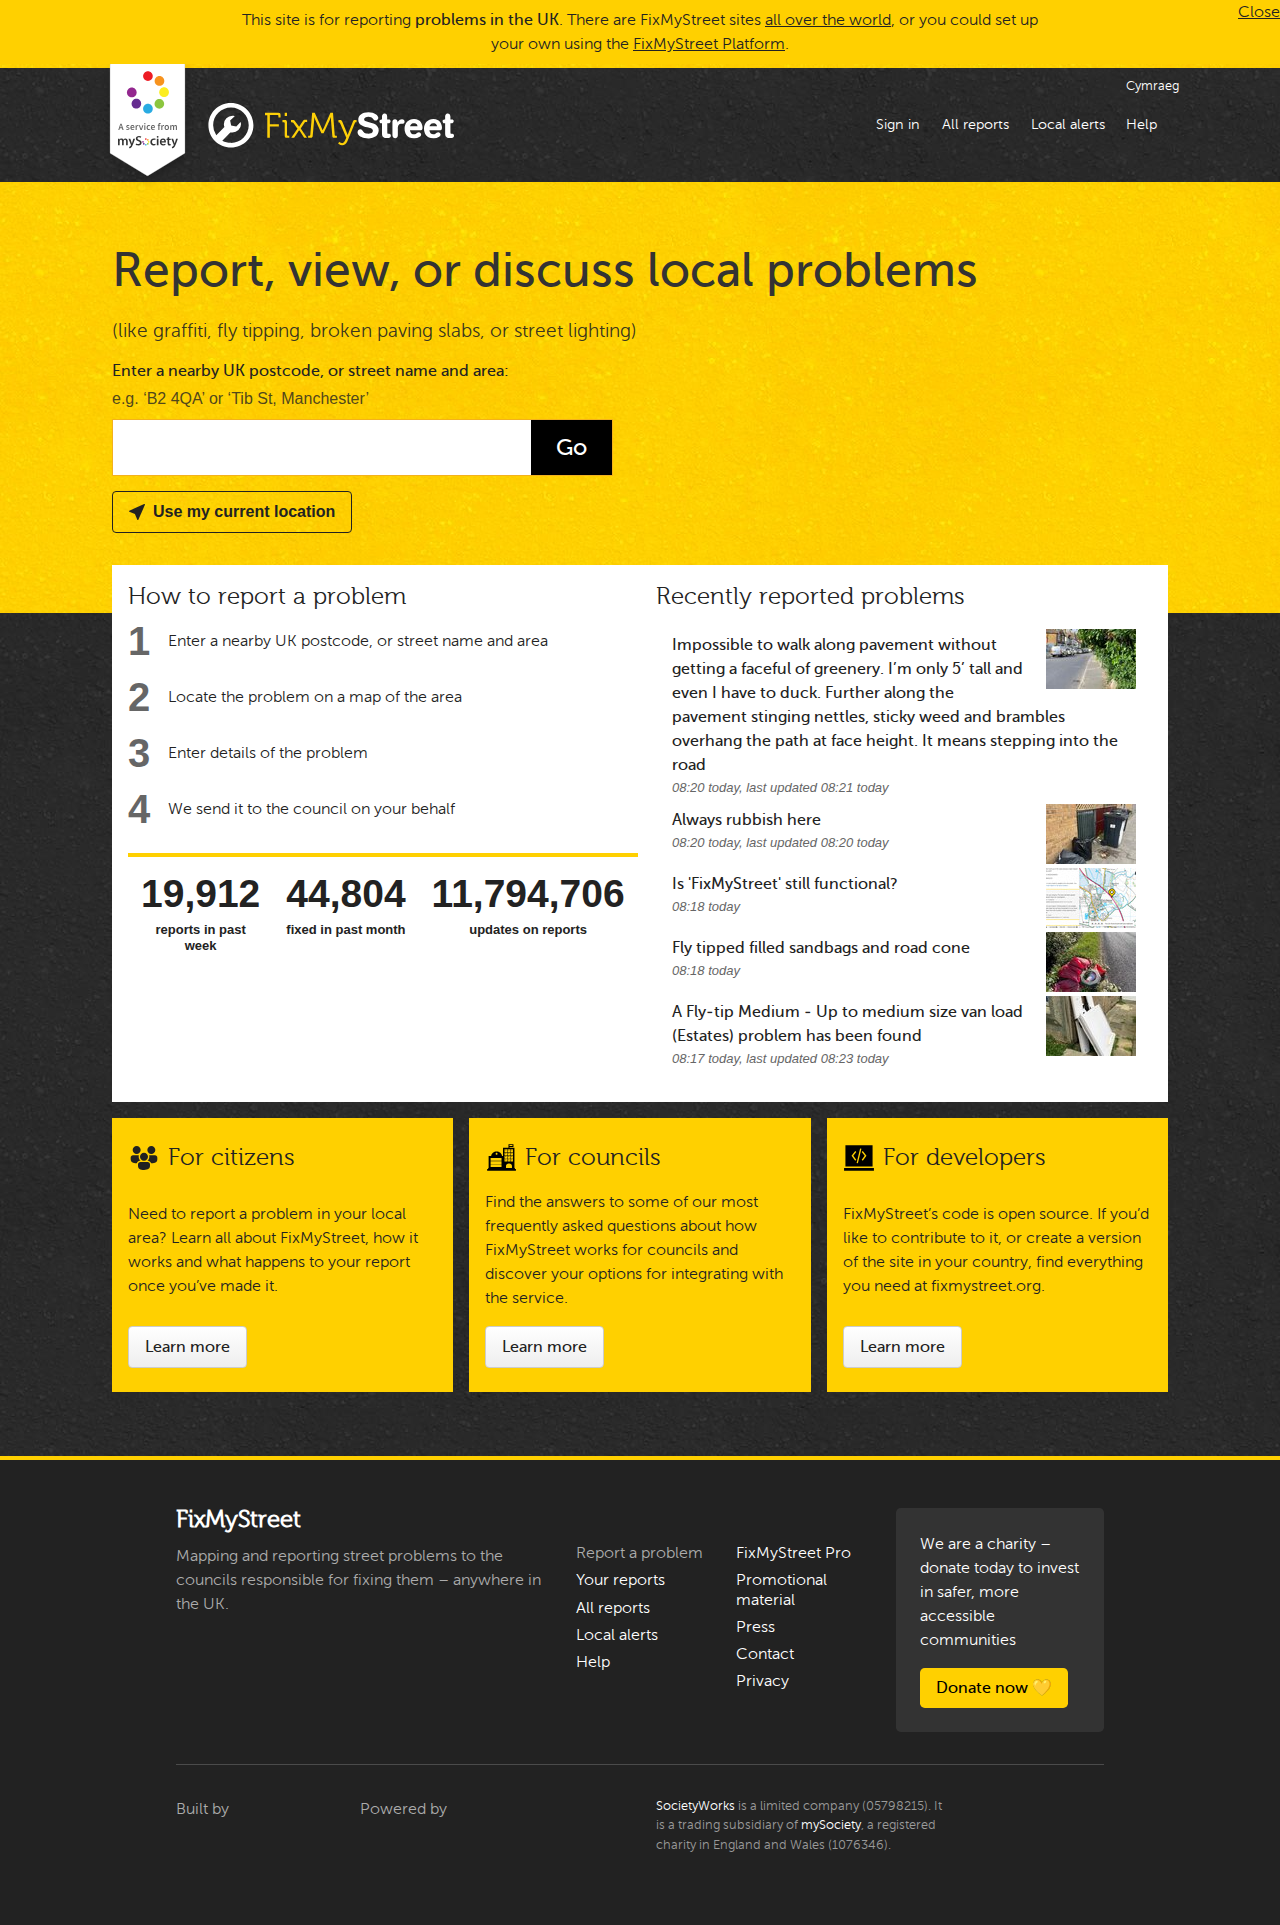 This site is for reporting problems in the UK. There are FixMyStreet sites all over the world, or you could set up
your own using the FixMyStreet Platform.
Close
Cymraeg
A service from
mySociety
FixMyStreet
Sign in
All reports
Local alerts
Help
Report, view, or discuss local problems
(like graffiti, fly tipping, broken paving slabs, or street lighting)
Enter a nearby UK postcode, or street name and area:
e.g. ‘B2 4QA’ or ‘Tib St, Manchester’
Go
Use my current location
How to report a problem
1 Enter a nearby UK postcode, or street name and area
2 Locate the problem on a map of the area
3 Enter details of the problem
4 We send it to the council on your behalf
19,912
reports in past
week
44,804
fixed in past month
11,794,706
updates on reports
Recently reported problems
Impossible to walk along pavement without
getting a faceful of greenery. I’m only 5’ tall and
even I have to duck. Further along the
pavement stinging nettles, sticky weed and brambles
overhang the path at face height. It means stepping into the
road
08:20 today, last updated 08:21 today
Always rubbish here
08:20 today, last updated 08:20 today
Is 'FixMyStreet' still functional?
08:18 today
Fly tipped filled sandbags and road cone
08:18 today
A Fly-tip Medium - Up to medium size van load
(Estates) problem has been found
08:17 today, last updated 08:23 today
For citizens
Need to report a problem in your local
area? Learn all about FixMyStreet, how it
works and what happens to your report
once you’ve made it.
Learn more
For councils
Find the answers to some of our most
frequently asked questions about how
FixMyStreet works for councils and
discover your options for integrating with
the service.
Learn more
For developers
FixMyStreet’s code is open source. If you’d
like to contribute to it, or create a version
of the site in your country, find everything
you need at fixmystreet.org.
Learn more
FixMyStreet
Mapping and reporting street problems to the
councils responsible for fixing them – anywhere in
the UK.
Report a problem
Your reports
All reports
Local alerts
Help
FixMyStreet Pro
Promotional
material
Press
Contact
Privacy
We are a charity –
donate today to invest
in safer, more
accessible
communities
Donate now 💛
Built by
Powered by
SocietyWorks is a limited company (05798215). It
is a trading subsidiary of mySociety, a registered
charity in England and Wales (1076346).